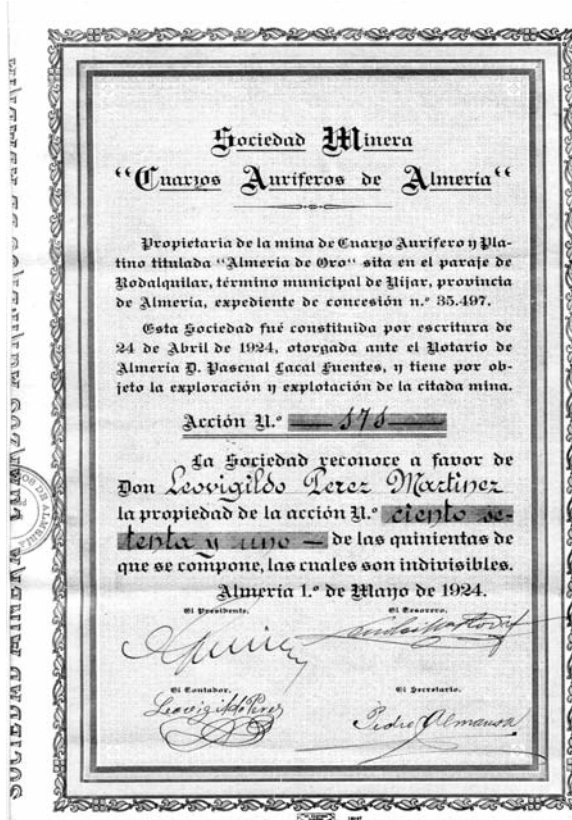 Sociedad Minera
“Cuarzos Auriferos de Almería“
Propietaria de la mina de Cuarzo Aurífero y Pla-
tino titulada “Almería de Oro“ sita en el paraje de
Rodalquilar, término municipal de Níjar, provincia
de Almería, expediente de concesión n.º 35.497.
Esta Sociedad fué constituida por escritura de
24 de Abril de 1924, otorgada ante el Notario de
Almería D. Pascual Lacal Fuentes, y tiene por ob-
jeto la exploración y explotación de la citada mina.
Acción N.º 171
La Sociedad reconoce a favor de
Don Leovigildo Perez Martinez
la propiedad de la acción N.º ciento se-
tenta y uno — de las quinientas de
que se compone, las cuales son indivisibles.
Almería 1.º de Mayo de 1924.
El Presidente,
El Tesorero,
El Contador,
El Secretario,
Leovigildo Perez
Pedro Almansa